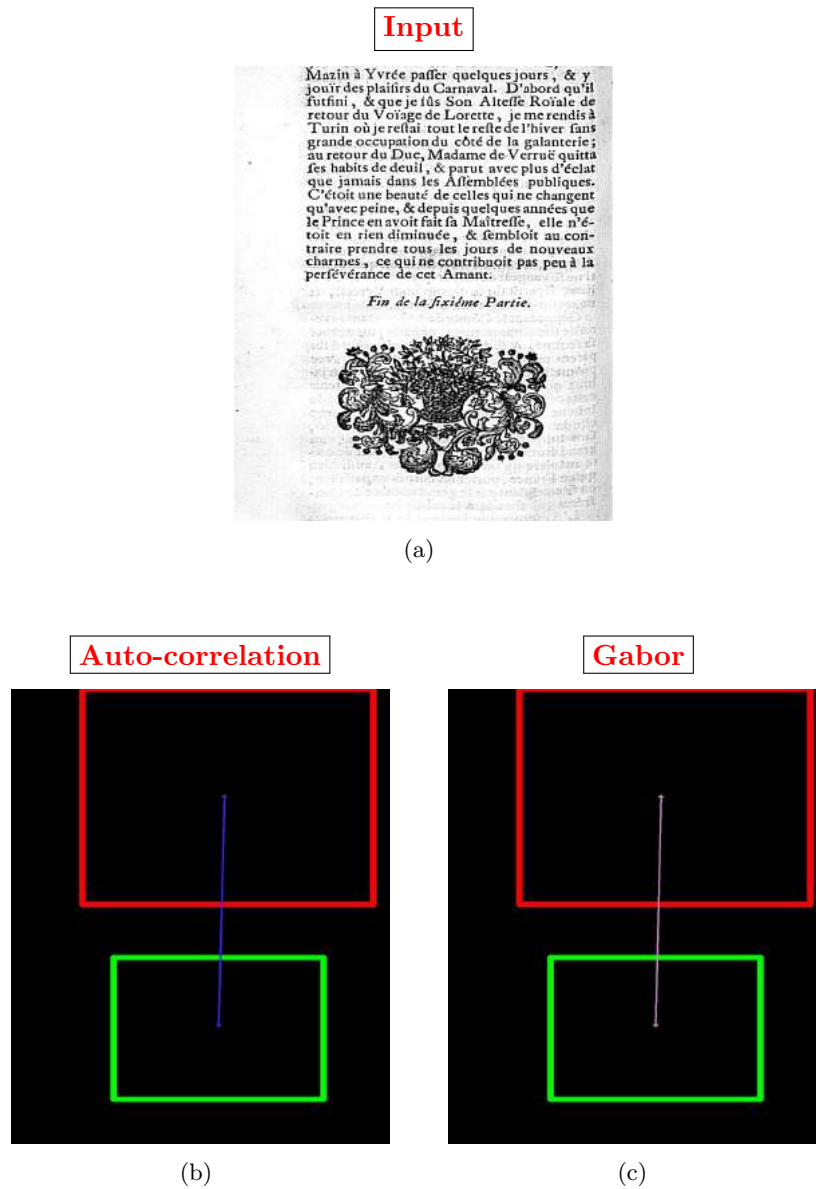 Input
Mazin à Yvrée paſſer quelques jours, & y
jouïr des plaiſirs du Carnaval. D'abord qu'il
futfini, & que je fûs Son Alteſſe Roïale de
retour du Voïage de Lorette, je me rendis à
Turin où je reſtai tout le reſte de l'hiver ſans
grande occupation du côté de la galanterie;
au retour du Duc, Madame de Verruë quitta
ſes habits de deuil, & parut avec plus d'éclat
que jamais dans les Aſſemblées publiques.
C'étoit une beauté de celles qui ne changent
qu'avec peine, & depuis quelques années que
le Prince en avoit fait ſa Maîtreſſe, elle n'é-
toit en rien diminuée, & ſembloit au con-
traire prendre tous les jours de nouveaux
charmes, ce qui ne contribuoit pas peu à la
perſévérance de cet Amant.
Fin de la ſixiéme Partie.
(a)
Auto-correlation
Gabor
(b)
(c)